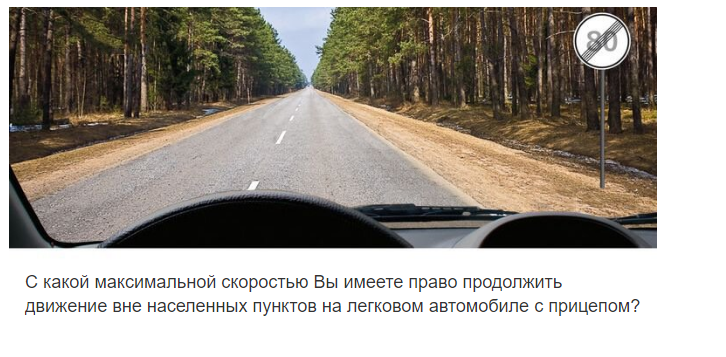 80
С какой максимальной скоростью Вы имеете право продолжить
движение вне населенных пунктов на легковом автомобиле с прицепом?